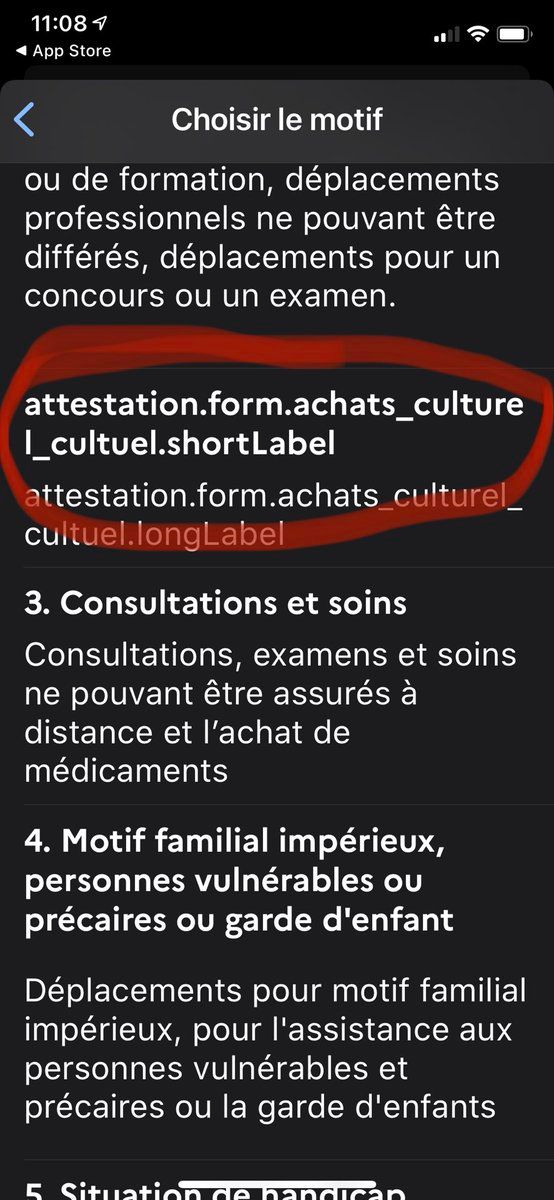 11:08
App Store
Choisir le motif
ou de formation, déplacements
professionnels ne pouvant être
différés, déplacements pour un
concours ou un examen.
attestation.form.achats_culture
l_cultuel.shortLabel
attestation.form.achats_culturel_
cultuel.longLabel
3. Consultations et soins
Consultations, examens et soins
ne pouvant être assurés à
distance et l’achat de
médicaments
4. Motif familial impérieux,
personnes vulnérables ou
précaires ou garde d'enfant
Déplacements pour motif familial
impérieux, pour l'assistance aux
personnes vulnérables et
précaires ou la garde d'enfants
5. Situation de handicap